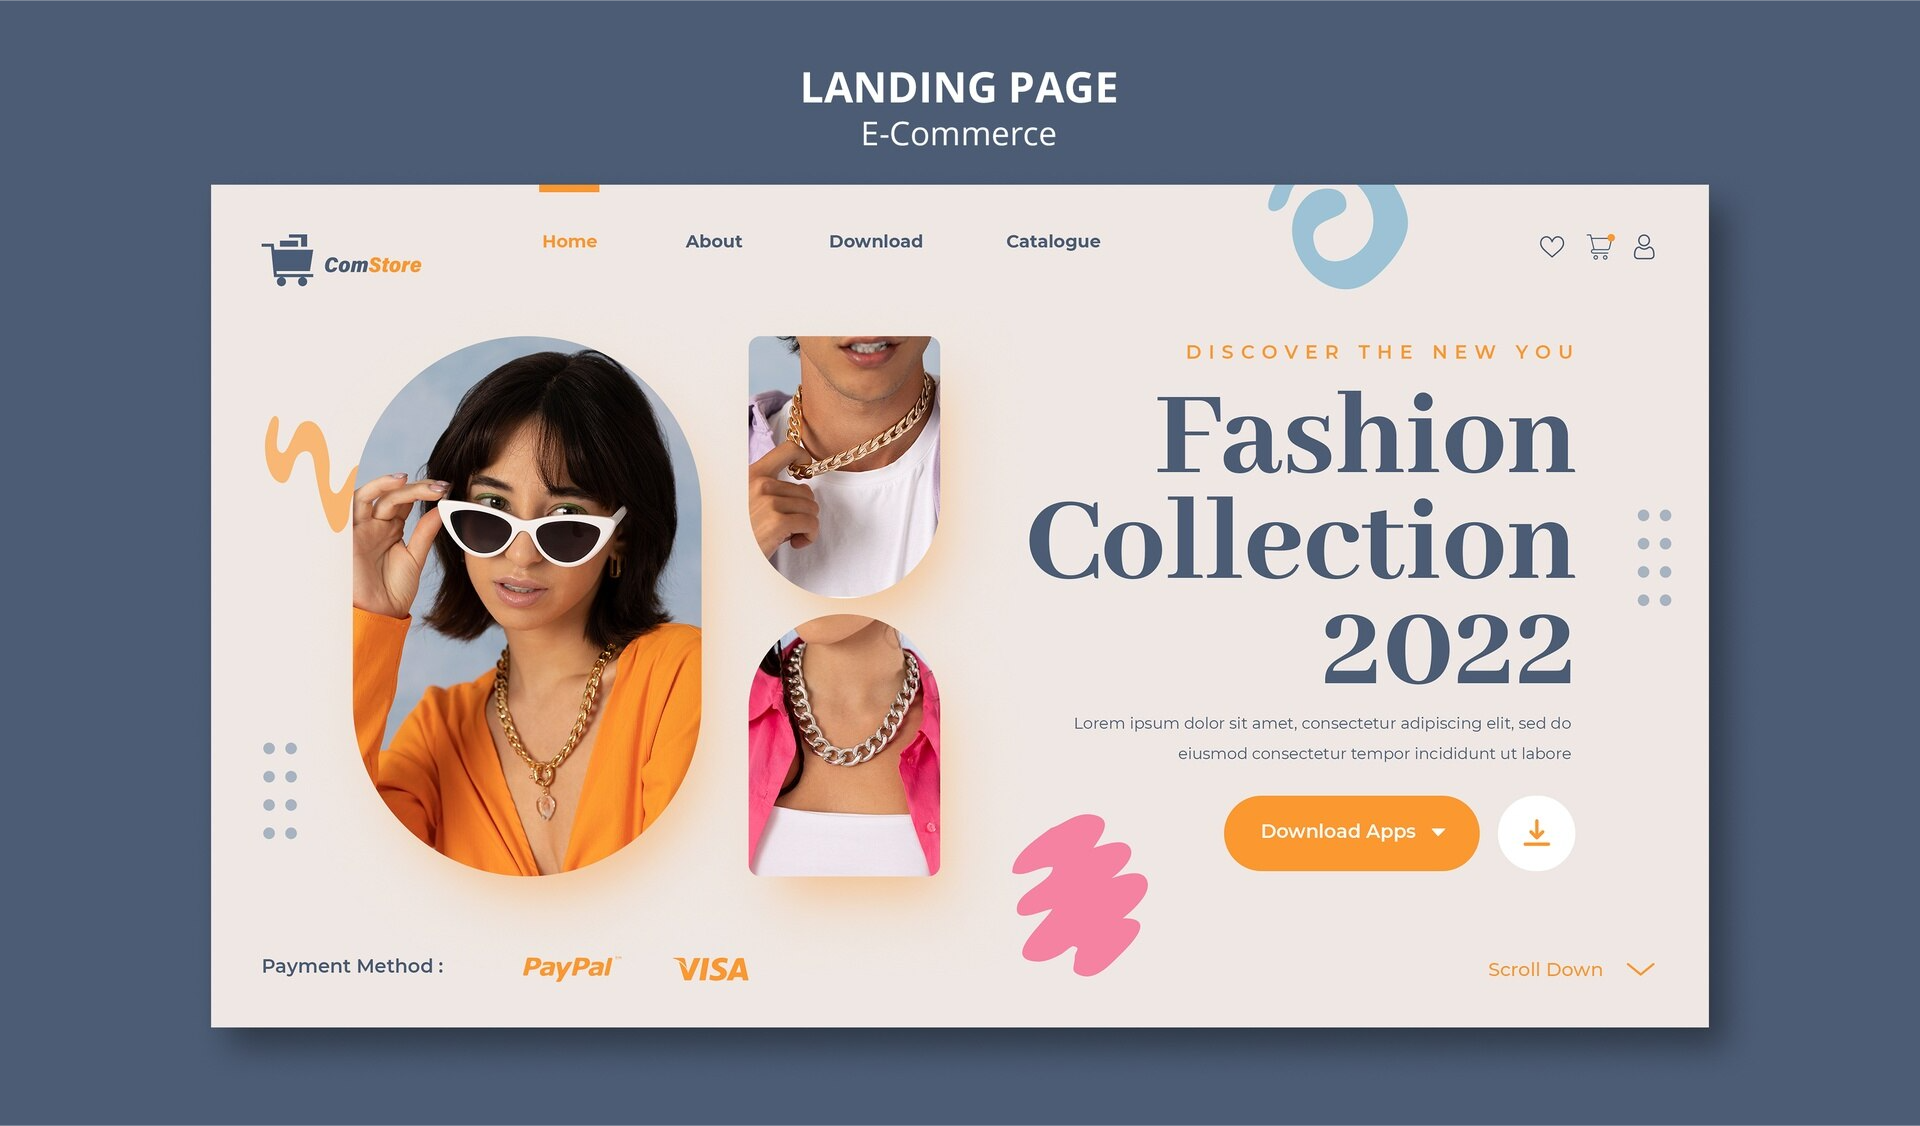 LANDING PAGE
E-Commerce
ComStore
Home
About
Download
Catalogue
DISCOVER THE NEW YOU
Fashion
Collection
2022
Lorem ipsum dolor sit amet, consectetur adipiscing elit, sed do
eiusmod consectetur tempor incididunt ut labore
Download Apps
Payment Method :
PayPal™
VISA
Scroll Down